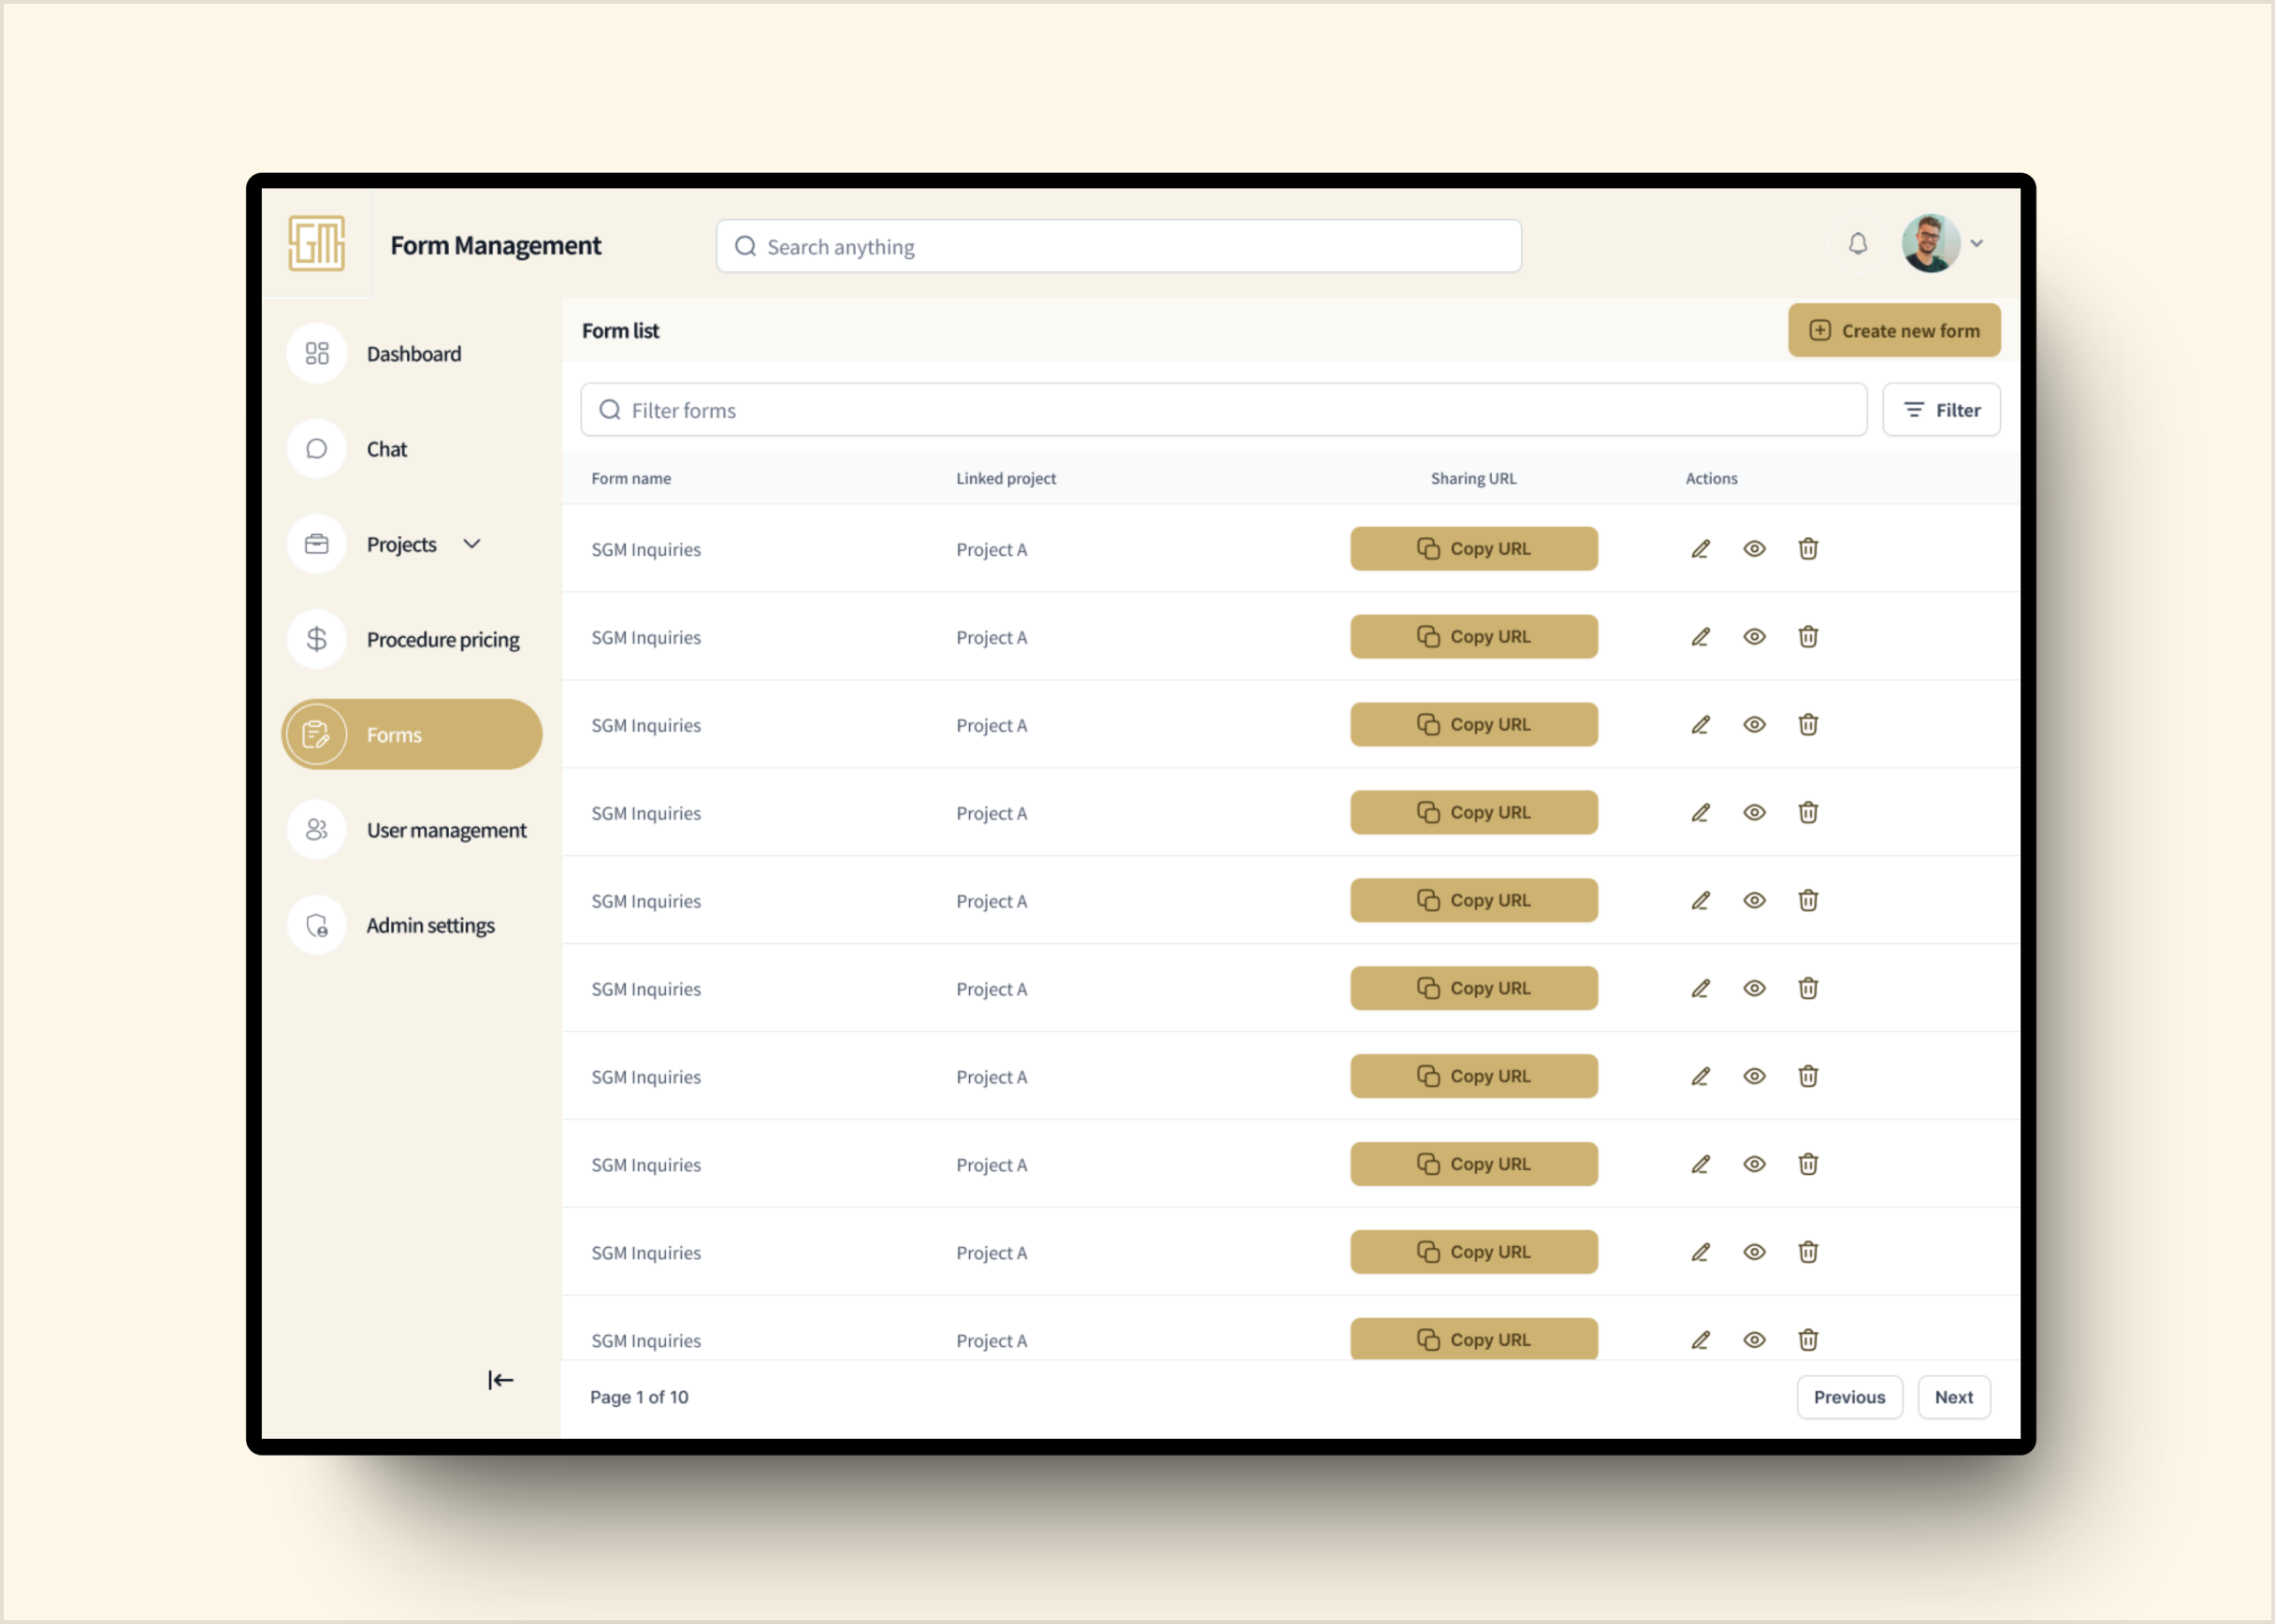 SGM
Form Management
Search anything
Dashboard
Chat
Projects
Procedure pricing
Forms
User management
Admin settings
Form list
Create new form
Filter forms
Filter
Form name Linked project Sharing URL Actions
SGM Inquiries Project A Copy URL
SGM Inquiries Project A Copy URL
SGM Inquiries Project A Copy URL
SGM Inquiries Project A Copy URL
SGM Inquiries Project A Copy URL
SGM Inquiries Project A Copy URL
SGM Inquiries Project A Copy URL
SGM Inquiries Project A Copy URL
SGM Inquiries Project A Copy URL
SGM Inquiries Project A Copy URL
Page 1 of 10
Previous Next